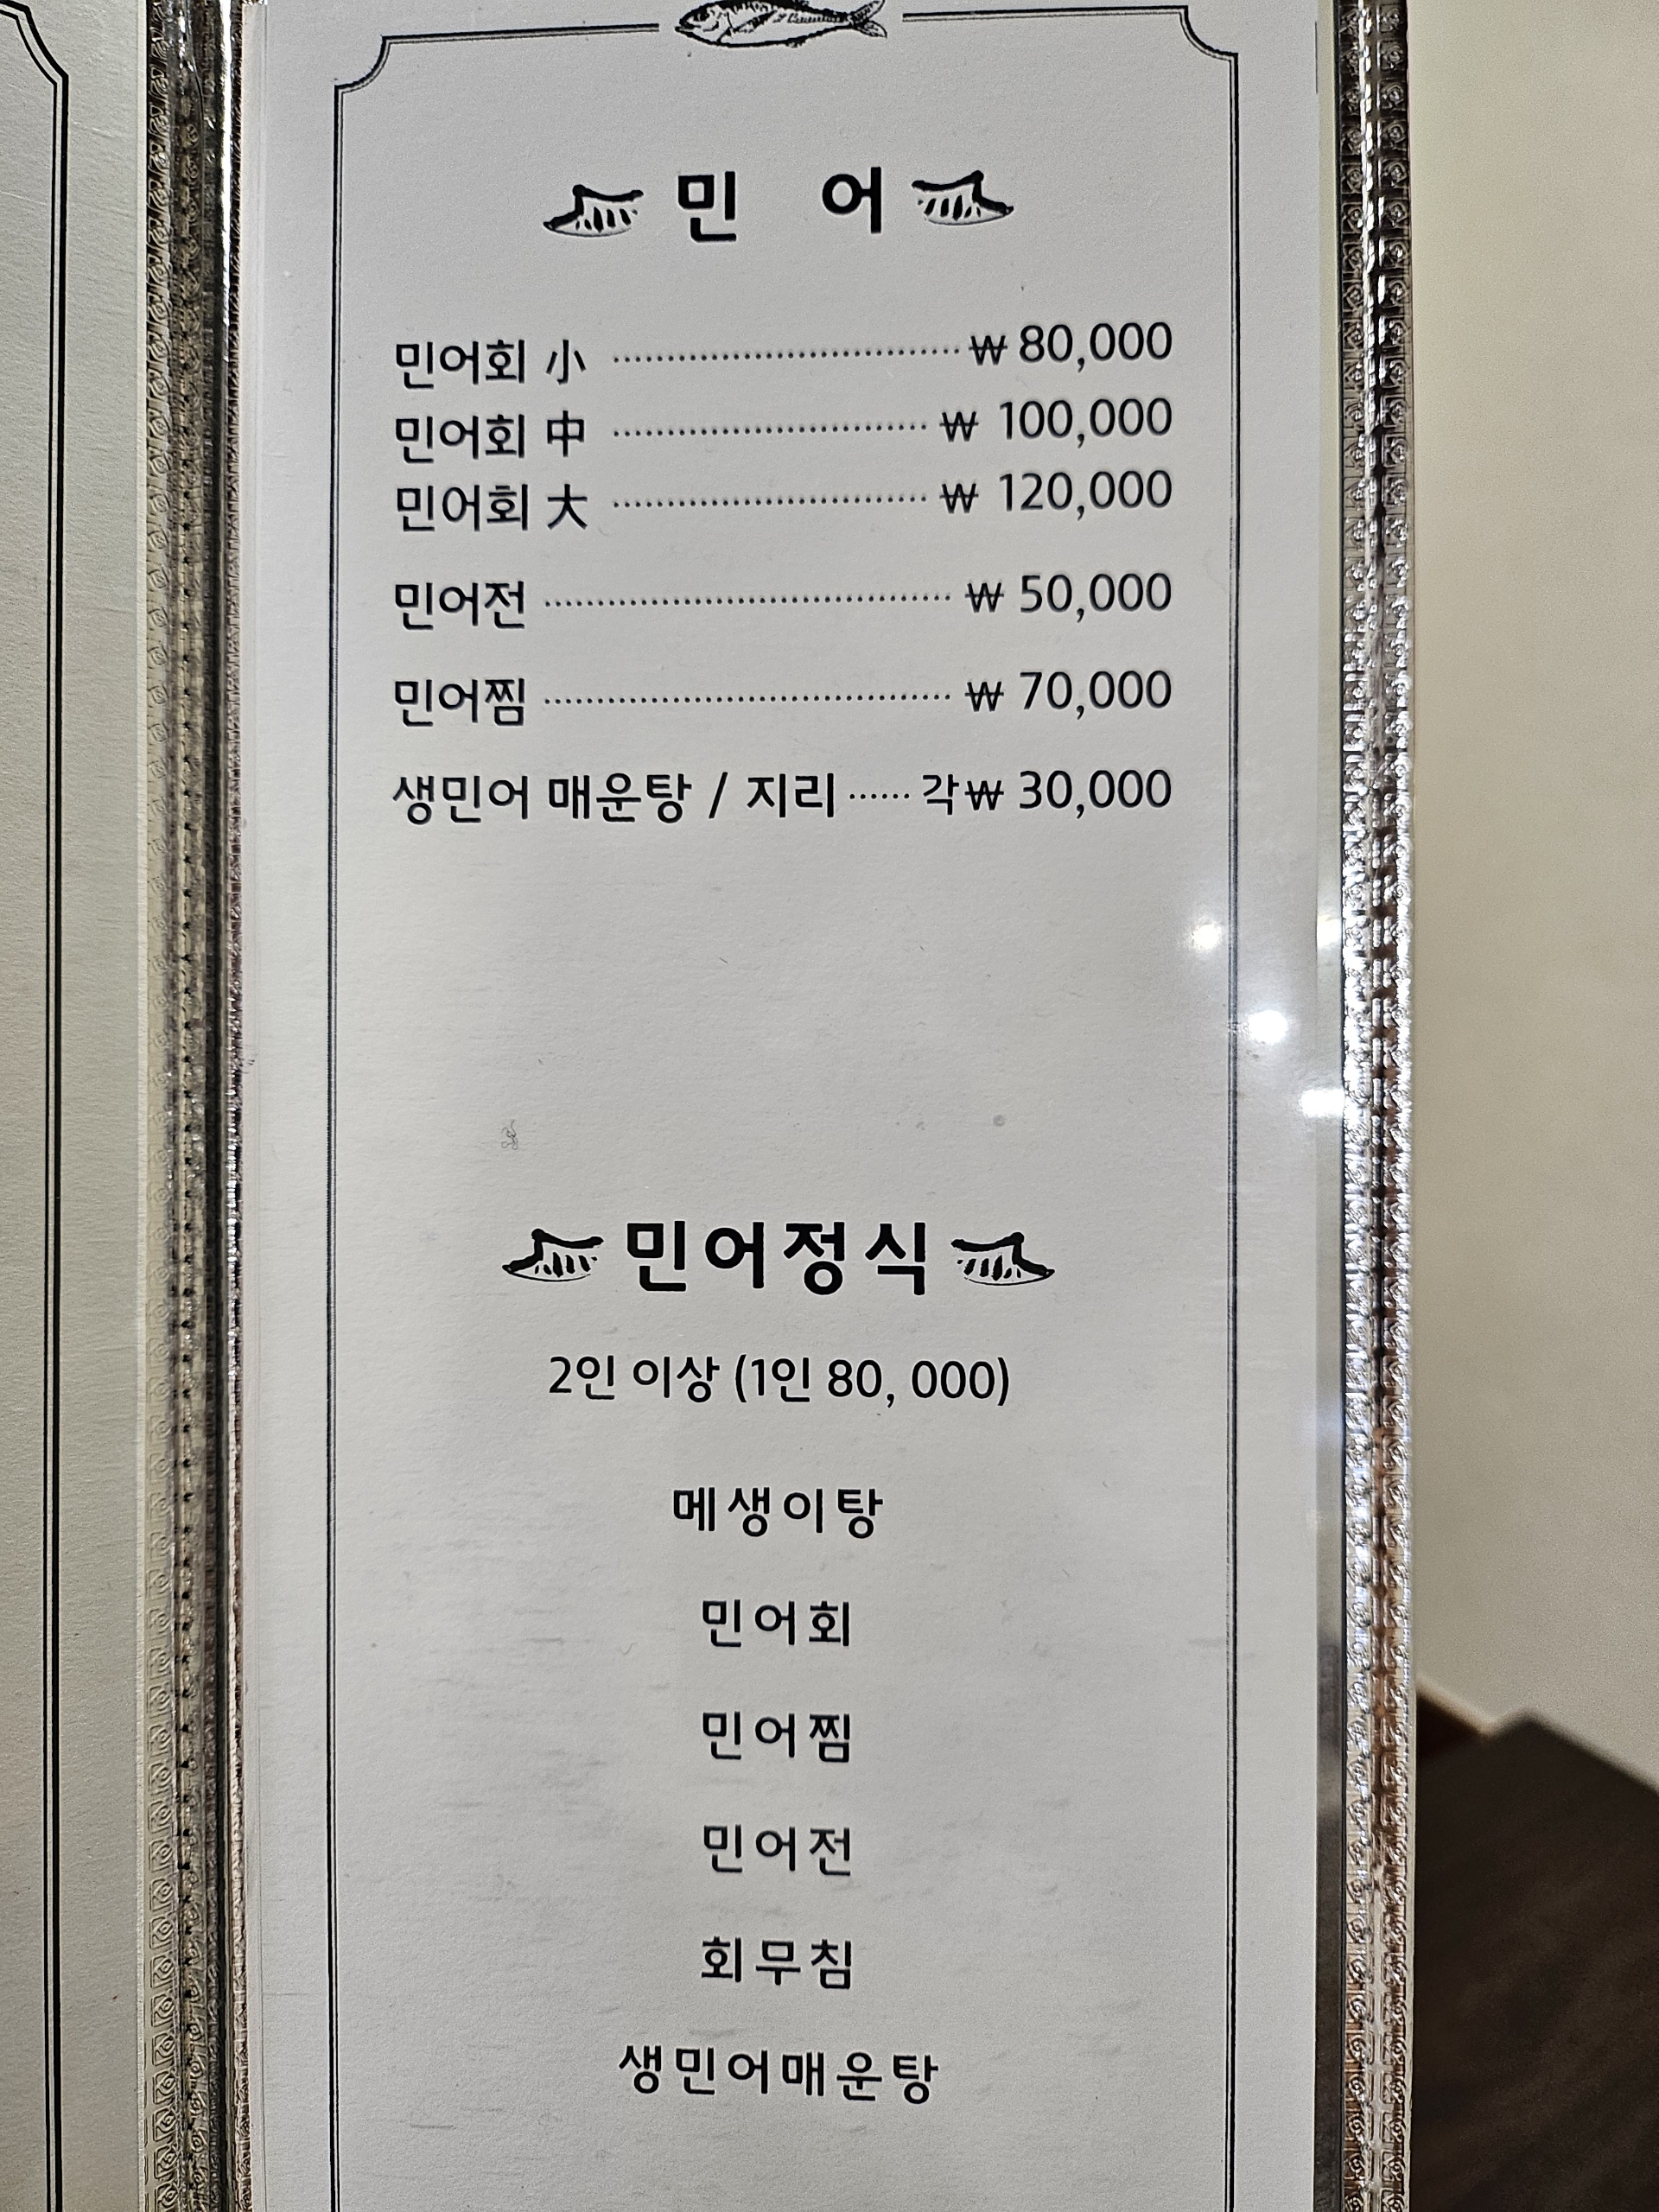 민 어
민어회 小 ₩ 80,000
민어회 中 ₩ 100,000
민어회 大 ₩ 120,000
민어전 ₩ 50,000
민어찜 ₩ 70,000
생민어 매운탕 / 지리 각₩ 30,000
민어정식
2인 이상 (1인 80, 000)
메생이탕
민어회
민어찜
민어전
회무침
생민어매운탕